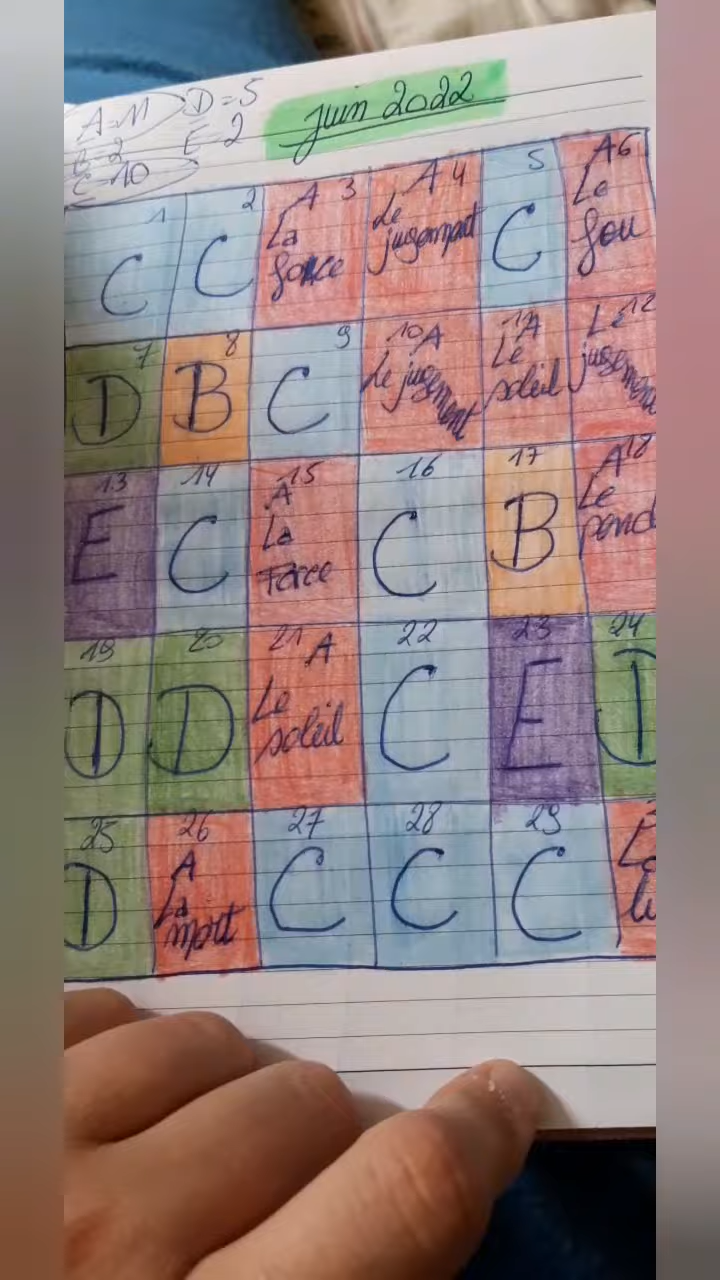 A=11 D=5 juin 2022
B=2 E=2
C=10
1 2 A 3 A 4 5 A6
C C La force Le jugement C Le fou
7 8 9 10 A 11 A Le 12
D B C Le jugement Le soleil jugement
13 14 15 16 17 A 18
E C A La Force C B Le pend
19 20 21 A 22 23 24
D D Le soleil C E D
25 26 27 28 29
D A La mort C C C